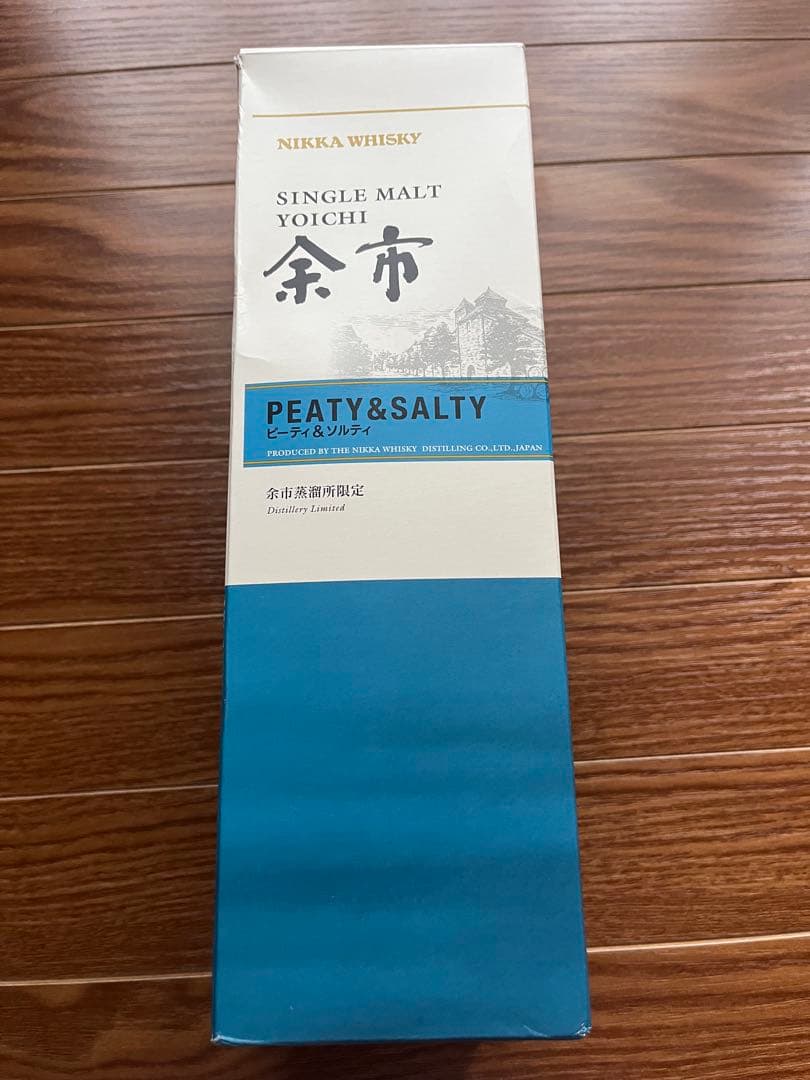 NIKKA WHISKY
SINGLE MALT
YOICHI
余市
PEATY&SALTY
ピーティ&ソルティ
PRODUCED BY THE NIKKA WHISKY DISTILLING CO.,LTD.,JAPAN
余市蒸溜所限定
Distillery Limited